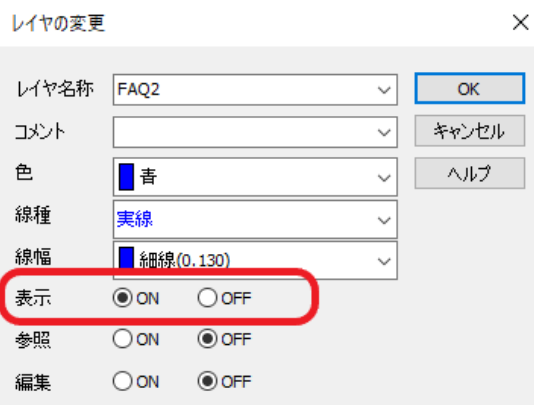 レイヤの変更
レイヤ名称 FAQ2 OK
コメント キャンセル
色 青 ヘルプ
線種 実線
線幅 細線(0.130)
表示 ON OFF
参照 ON OFF
編集 ON OFF